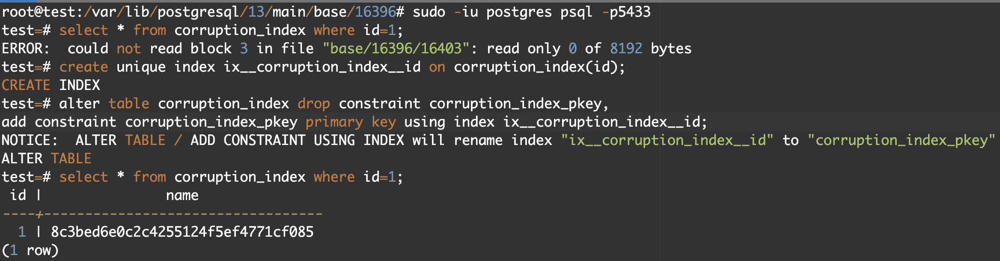 root@test:/var/lib/postgresql/13/main/base/16396# sudo -iu postgres psql -p5433
test=# select * from corruption_index where id=1;
ERROR:  could not read block 3 in file "base/16396/16403": read only 0 of 8192 bytes
test=# create unique index ix__corruption_index__id on corruption_index(id);
CREATE INDEX
test=# alter table corruption_index drop constraint corruption_index_pkey,
add constraint corruption_index_pkey primary key using index ix__corruption_index__id;
NOTICE:  ALTER TABLE / ADD CONSTRAINT USING INDEX will rename index "ix__corruption_index__id" to "corruption_index_pkey"
ALTER TABLE
test=# select * from corruption_index where id=1;
 id |               name
----+----------------------------------
  1 | 8c3bed6e0c2c4255124f5ef4771cf085
(1 row)